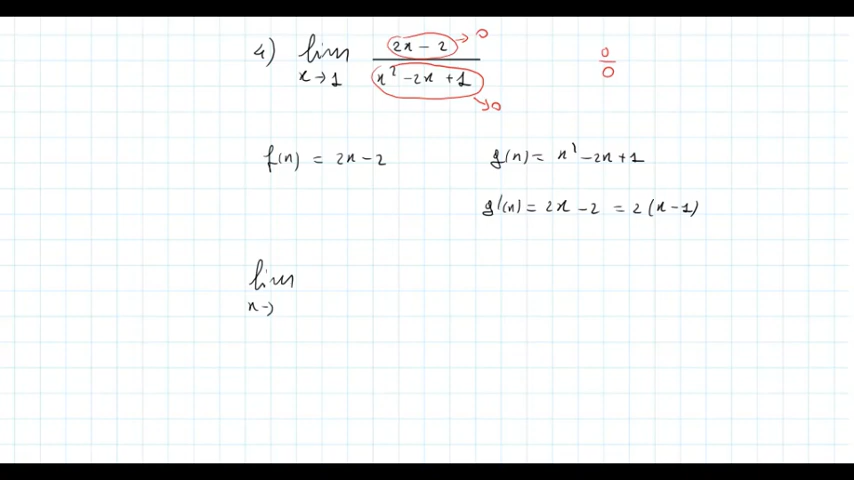 4) lim x→1 (2x − 2)/(x² − 2x + 1) →0 →0 0/0
f(x) = 2x − 2 g(x) = x² − 2x + 1
g'(x) = 2x − 2 = 2(x − 1)
lim x→